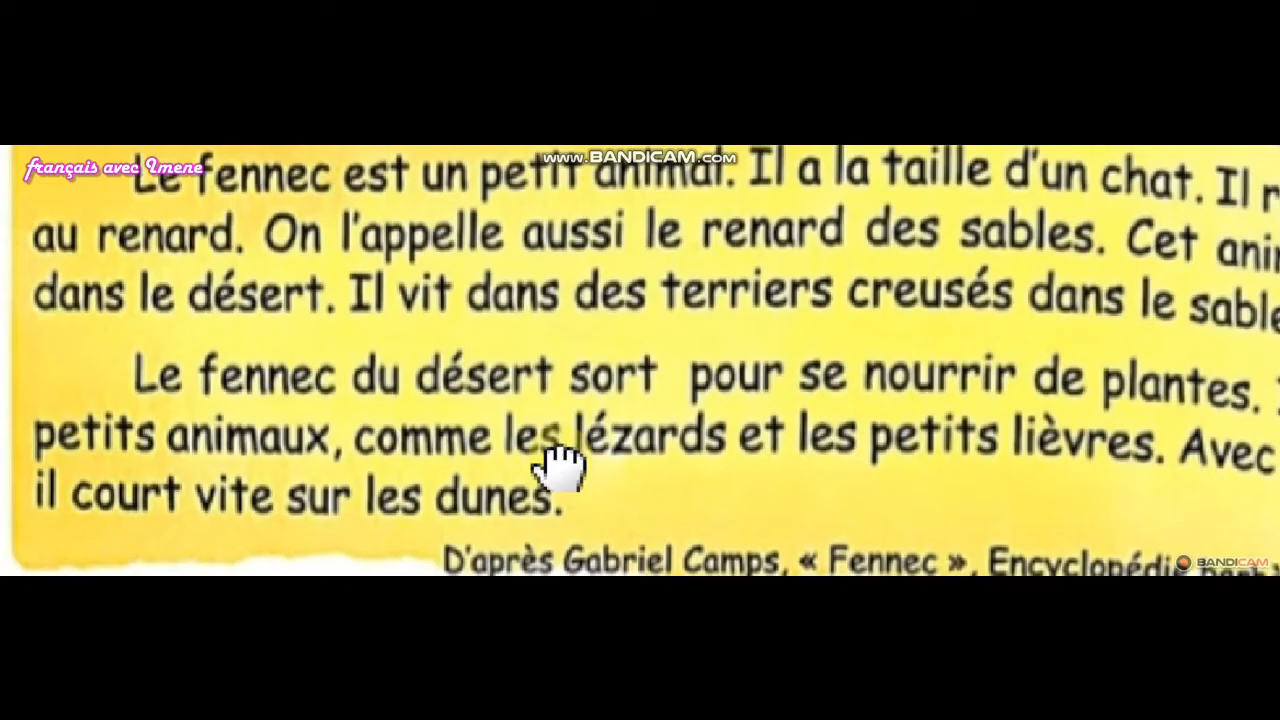 français avec Imene
www.BANDICAM.com
Le fennec est un petit animal. Il a la taille d'un chat. Il r
au renard. On l'appelle aussi le renard des sables. Cet ani
dans le désert. Il vit dans des terriers creusés dans le sable
Le fennec du désert sort pour se nourrir de plantes.
petits animaux, comme les lézards et les petits lièvres. Avec
il court vite sur les dunes.
D'après Gabriel Camps, « Fennec », Encyclopédie
BANDICAM